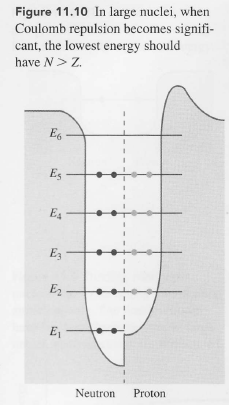 Figure 11.10 In large nuclei, when
Coulomb repulsion becomes signifi-
cant, the lowest energy should
have N > Z.
E6
E5
E4
E3
E2
E1
Neutron Proton